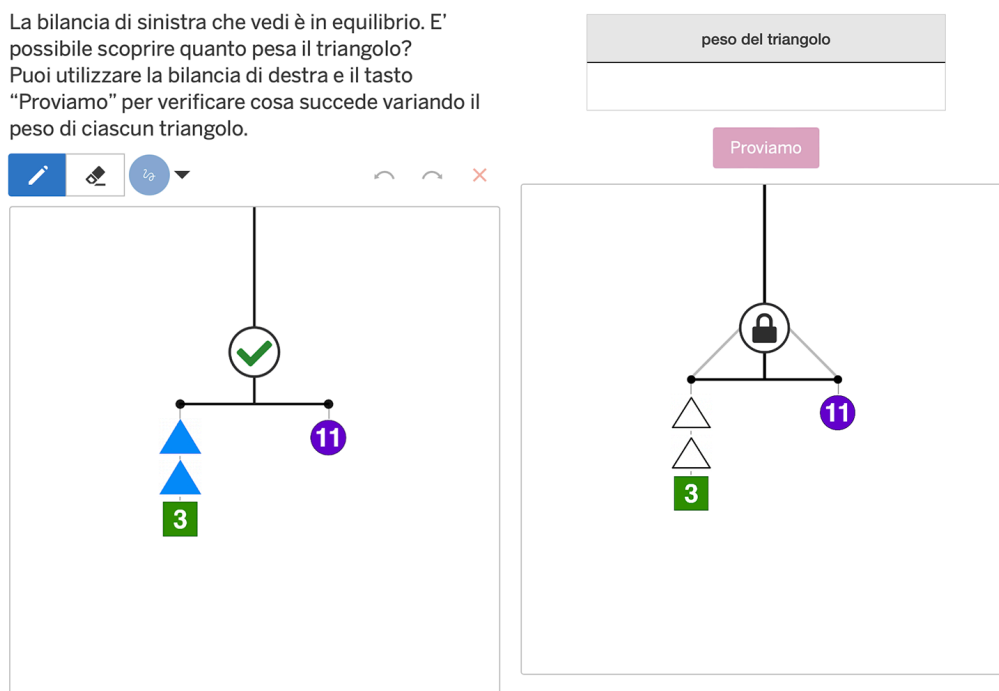 La bilancia di sinistra che vedi è in equilibrio. E’
possibile scoprire quanto pesa il triangolo?
Puoi utilizzare la bilancia di destra e il tasto
“Proviamo” per verificare cosa succede variando il
peso di ciascun triangolo.
peso del triangolo
Proviamo
11
3
11
3